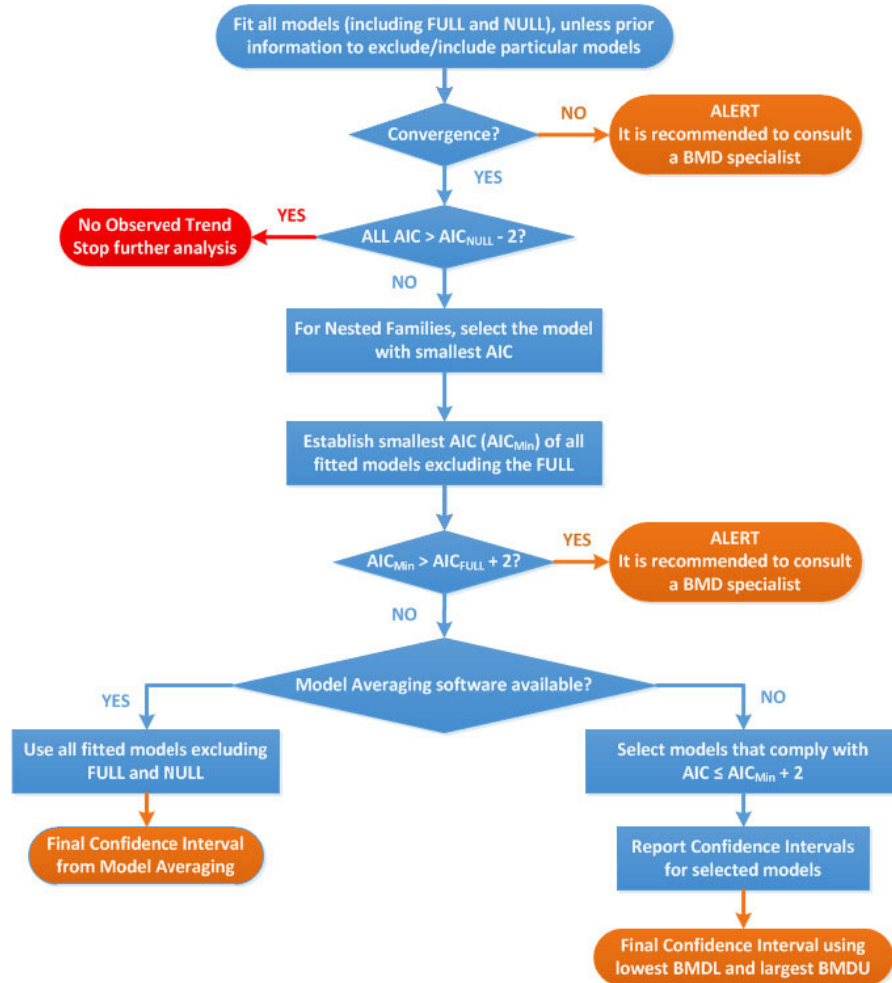 Fit all models (including FULL and NULL), unless prior
information to exclude/include particular models
Convergence?
NO
ALERT
It is recommended to consult
a BMD specialist
YES
ALL AIC > AICNULL - 2?
YES
No Observed Trend
Stop further analysis
NO
For Nested Families, select the model
with smallest AIC
Establish smallest AIC (AICMin) of all
fitted models excluding the FULL
AICMin > AICFULL + 2?
YES
ALERT
It is recommended to consult
a BMD specialist
NO
Model Averaging software available?
YES
Use all fitted models excluding
FULL and NULL
Final Confidence Interval
from Model Averaging
NO
Select models that comply with
AIC ≤ AICMin + 2
Report Confidence Intervals
for selected models
Final Confidence Interval using
lowest BMDL and largest BMDU